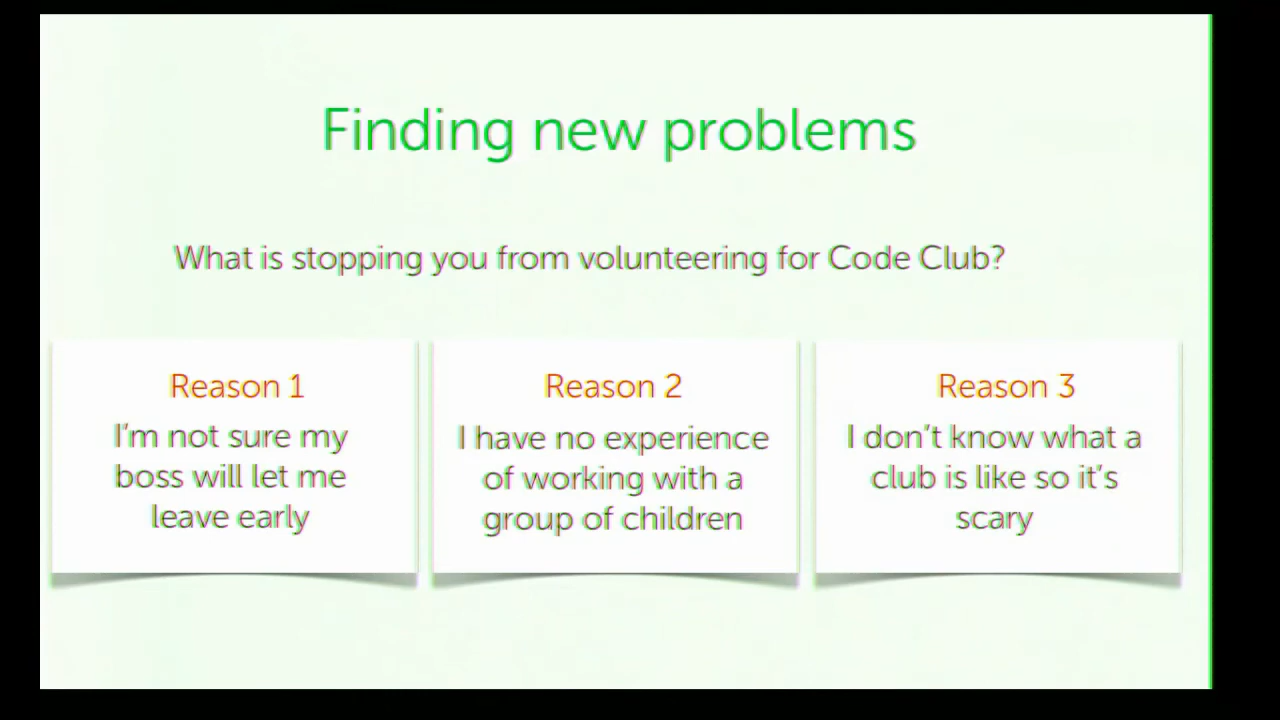 Finding new problems
What is stopping you from volunteering for Code Club?
Reason 1
I'm not sure my
boss will let me
leave early
Reason 2
I have no experience
of working with a
group of children
Reason 3
I don't know what a
club is like so it's
scary